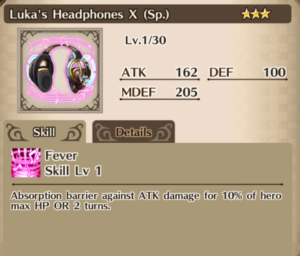 Luka's Headphones X (Sp.)
Lv.1/30
ATK 162 DEF 100
MDEF 205
Skill Details
Fever
Skill Lv 1
Absorption barrier against ATK damage for 10% of hero
max HP OR 2 turns.